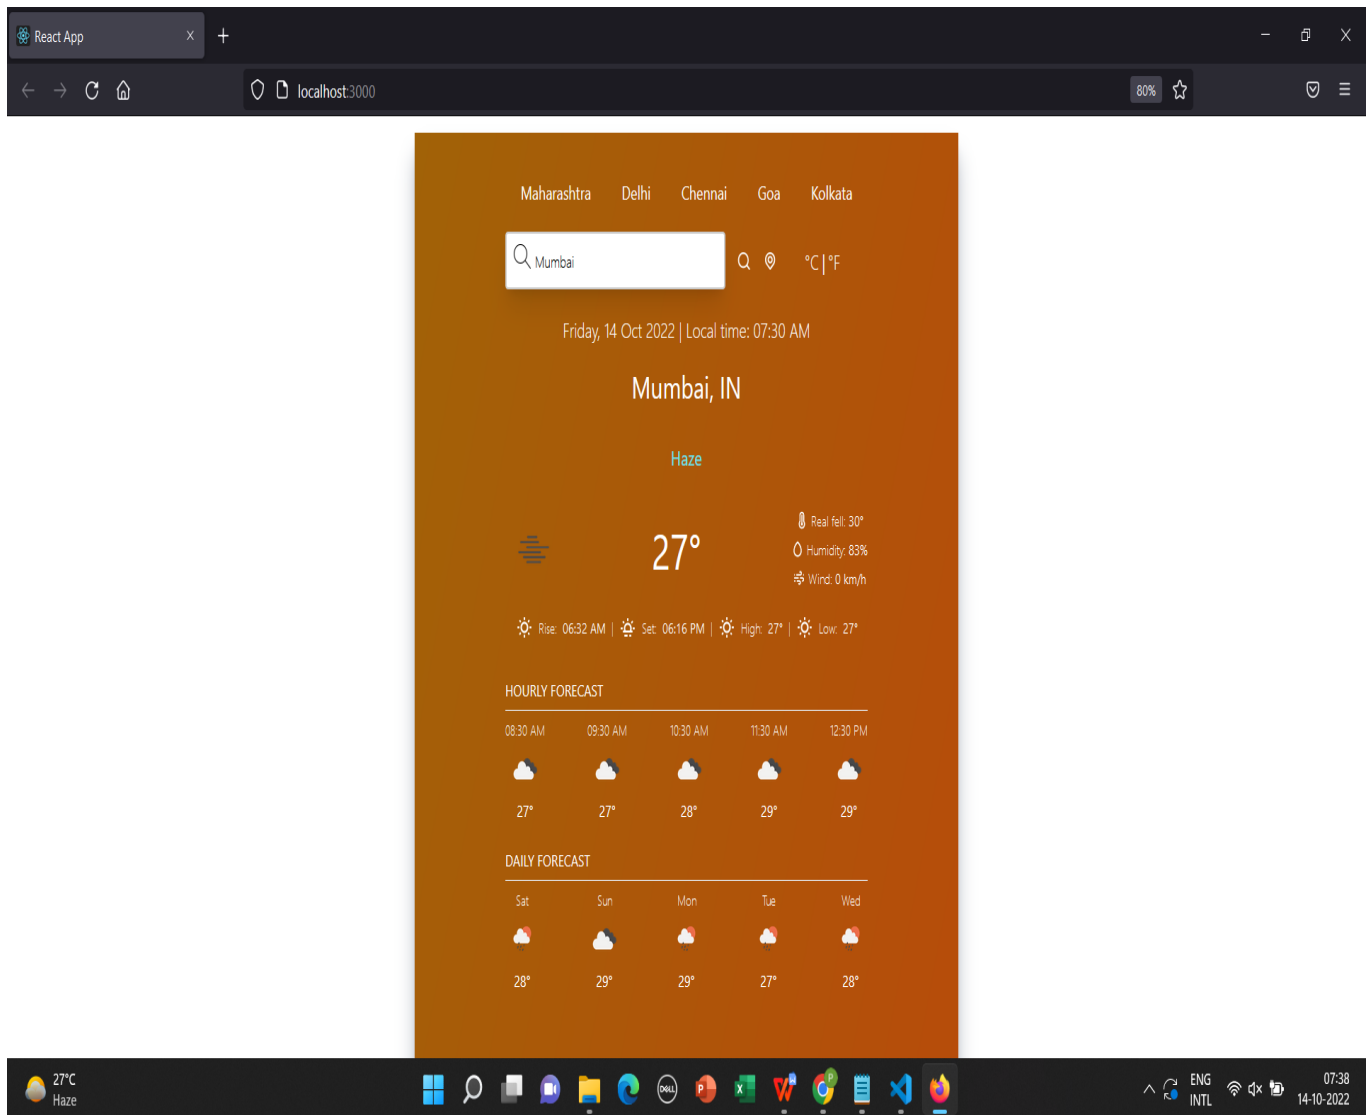 React App
localhost:3000
80%
Maharashtra Delhi Chennai Goa Kolkata
Mumbai
°C|°F
Friday, 14 Oct 2022 | Local time: 07:30 AM
Mumbai, IN
Haze
27°
Real fell: 30°
Humidity: 83%
Wind: 0 km/h
Rise: 06:32 AM | Set: 06:16 PM | High: 27° | Low: 27°
HOURLY FORECAST
08:30 AM 09:30 AM 10:30 AM 11:30 AM 12:30 PM
27° 27° 28° 29° 29°
DAILY FORECAST
Sat Sun Mon Tue Wed
28° 29° 29° 27° 28°
27°C
Haze
DELL
P
ENG
INTL
07:38
14-10-2022